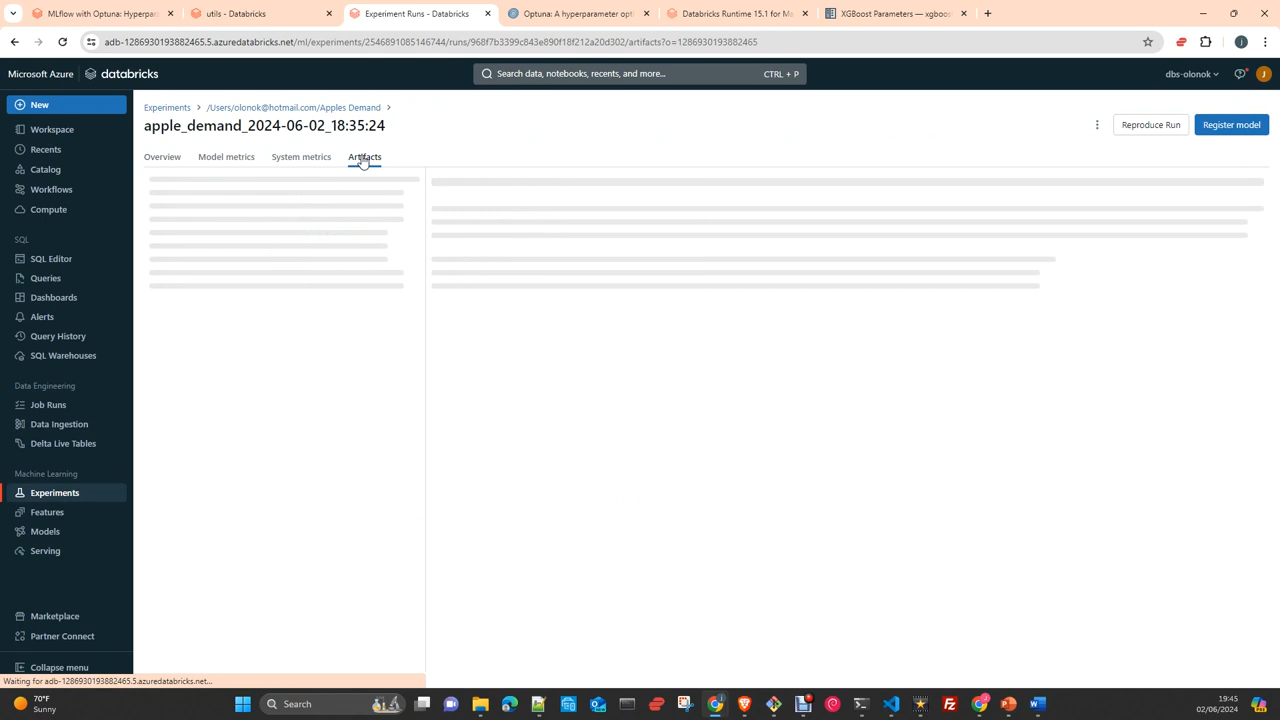 MLflow with Optuna: Hyperpar
utils - Databricks
Experiment Runs - Databricks
Optuna: A hyperparameter opti
Databricks Runtime 15.1 for Ma
XGBoost Parameters — xgboos
adb-1286930193882465.5.azuredatabricks.net/ml/experiments/2546891085146744/runs/968f7b3399c843e890f18f212a20d302/artifacts?o=1286930193882465
Microsoft Azure
databricks
Search data, notebooks, recents, and more...
CTRL + P
dbs-olonok
J
New
Workspace
Recents
Catalog
Workflows
Compute
SQL
SQL Editor
Queries
Dashboards
Alerts
Query History
SQL Warehouses
Data Engineering
Job Runs
Data Ingestion
Delta Live Tables
Machine Learning
Experiments
Features
Models
Serving
Marketplace
Partner Connect
Collapse menu
Experiments > /Users/olonok@hotmail.com/Apples Demand >
apple_demand_2024-06-02_18:35:24
Reproduce Run
Register model
Overview
Model metrics
System metrics
Artifacts
Waiting for adb-1286930193882465.5.azuredatabricks.net...
70°F
Sunny
Search
19:45
02/06/2024